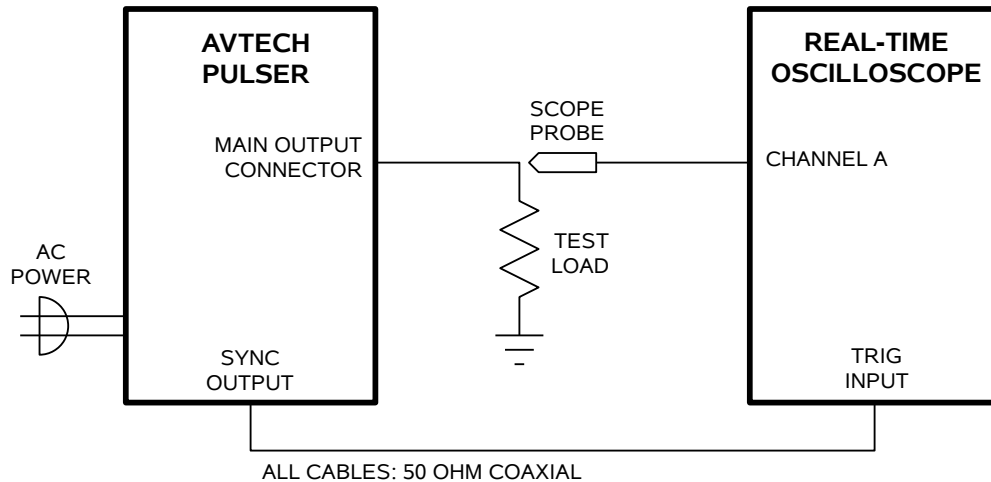 AVTECH
PULSER
REAL-TIME
OSCILLOSCOPE
SCOPE
PROBE
MAIN OUTPUT
CONNECTOR
CHANNEL A
TEST
LOAD
AC
POWER
SYNC
OUTPUT
TRIG
INPUT
ALL CABLES: 50 OHM COAXIAL